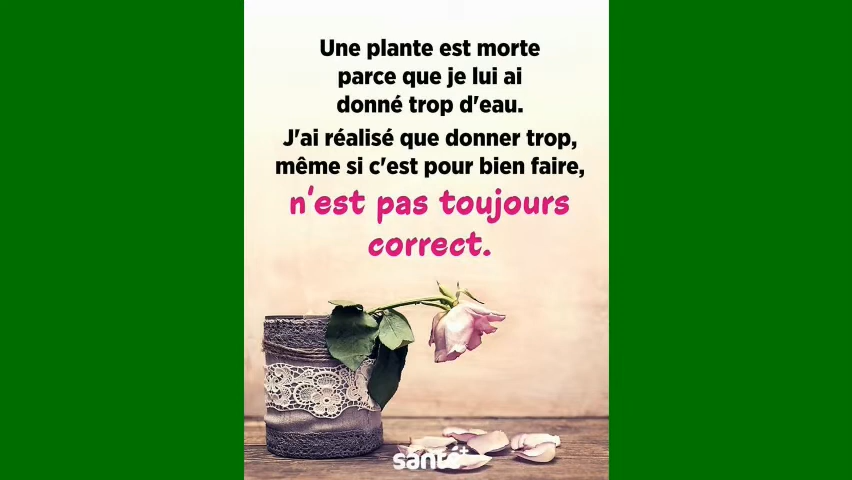 Une plante est morte
parce que je lui ai
donné trop d'eau.
J'ai réalisé que donner trop,
même si c'est pour bien faire,
n'est pas toujours
correct.
santé+